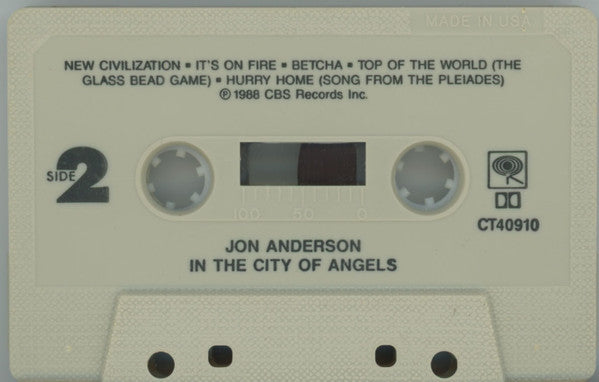 MADE IN USA
NEW CIVILIZATION ▪ IT'S ON FIRE ▪ BETCHA ▪ TOP OF THE WORLD (THE
GLASS BEAD GAME) ▪ HURRY HOME (SONG FROM THE PLEIADES)
℗ 1988 CBS Records Inc.
SIDE 2
100 50 0
CT40910
JON ANDERSON
IN THE CITY OF ANGELS